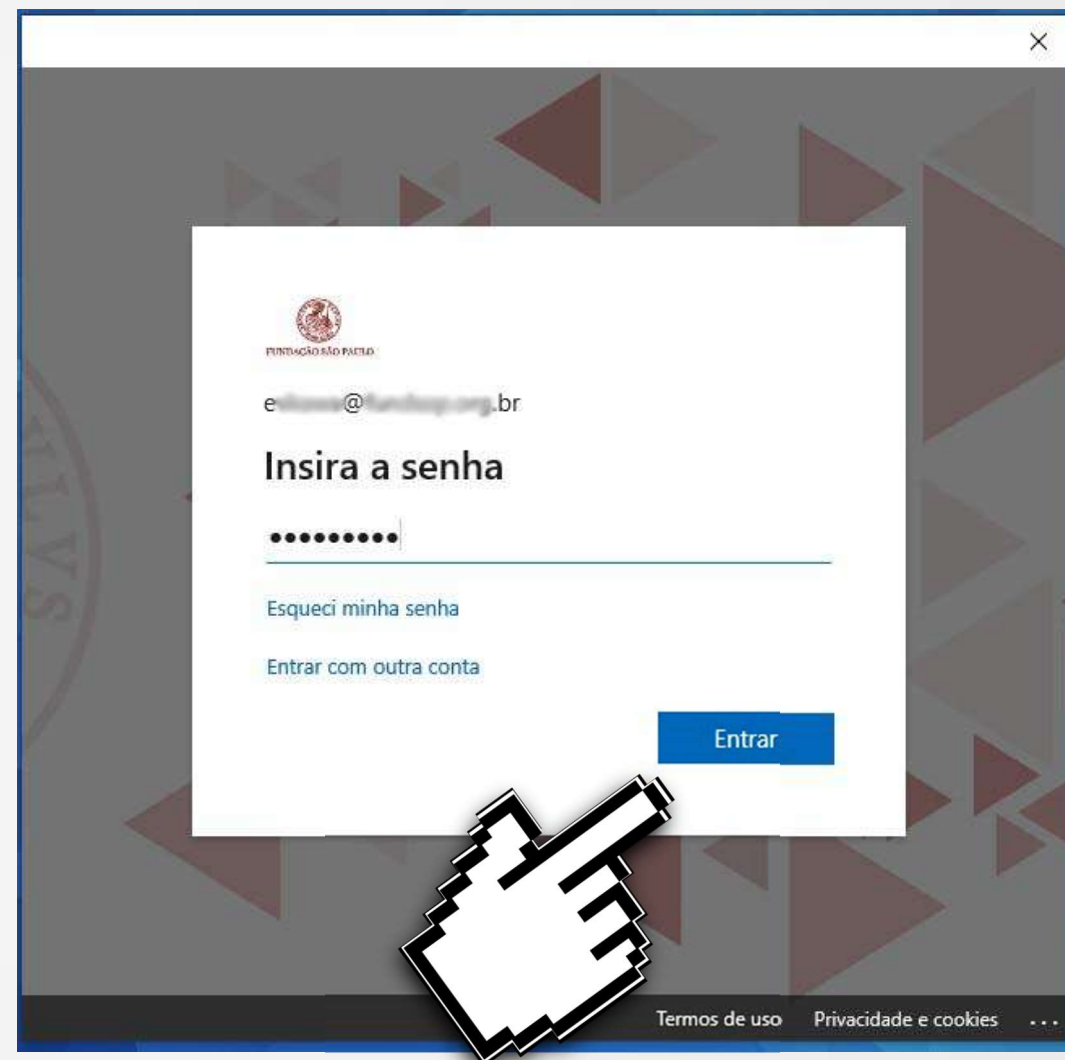 FUNDAÇÃO SÃO PAULO
Insira a senha
Esqueci minha senha
Entrar com outra conta
Entrar
Termos de uso Privacidade e cookies ...